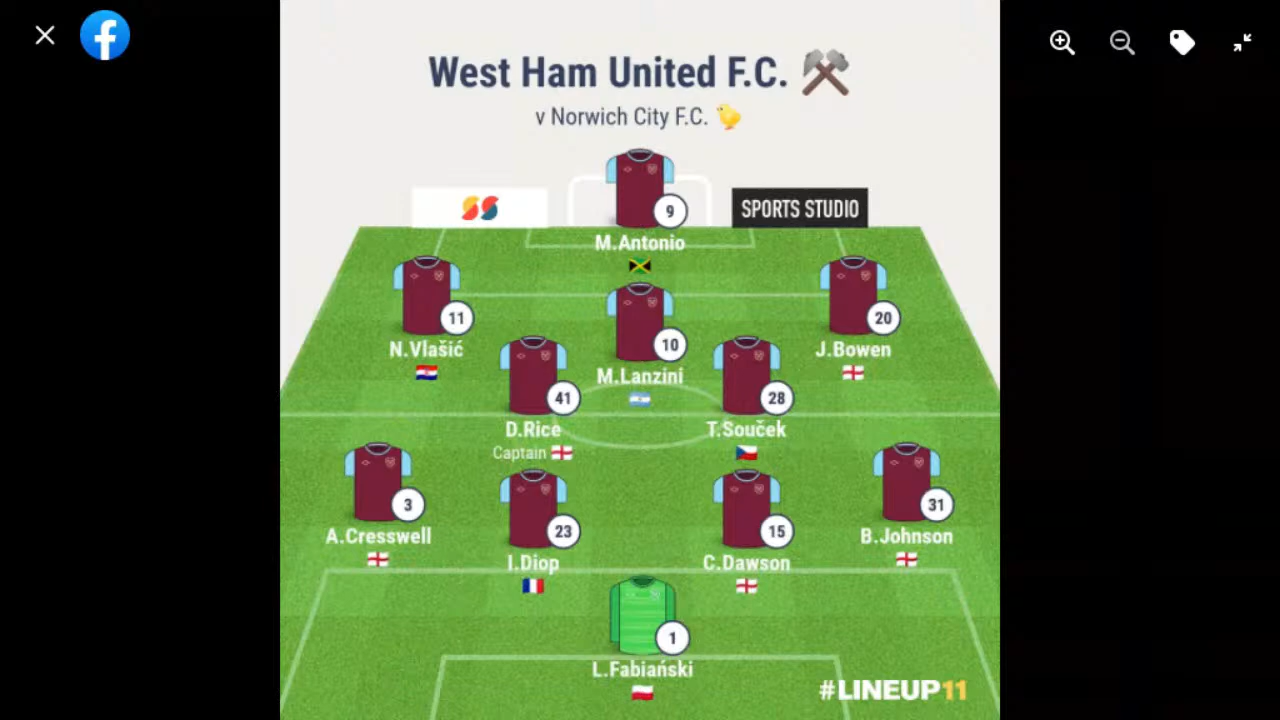 West Ham United F.C.
v Norwich City F.C.
SPORTS STUDIO
9
M.Antonio
11
N.Vlašić
10
M.Lanzini
20
J.Bowen
41
D.Rice
Captain
28
T.Souček
3
A.Cresswell
23
I.Diop
15
C.Dawson
31
B.Johnson
1
L.Fabiański
#LINEUP11